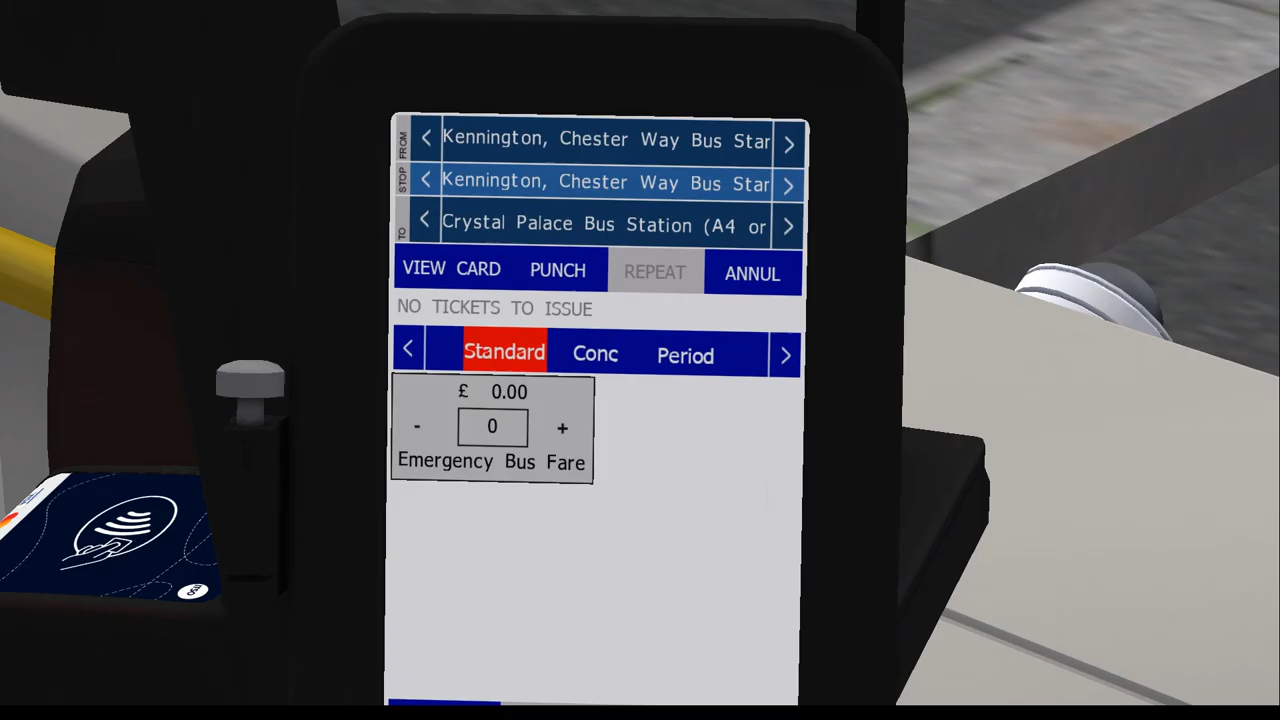 FROM < Kennington, Chester Way Bus Star >
STOP < Kennington, Chester Way Bus Star >
TO < Crystal Palace Bus Station (A4 or >
VIEW CARD PUNCH REPEAT ANNUL
NO TICKETS TO ISSUE
< Standard Conc Period >
£ 0.00
- 0 +
Emergency Bus Fare